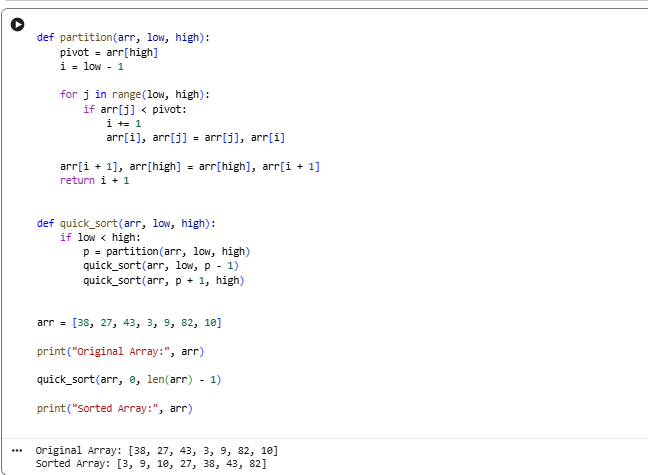 def partition(arr, low, high):
    pivot = arr[high]
    i = low - 1

    for j in range(low, high):
        if arr[j] < pivot:
            i += 1
            arr[i], arr[j] = arr[j], arr[i]

    arr[i + 1], arr[high] = arr[high], arr[i + 1]
    return i + 1


def quick_sort(arr, low, high):
    if low < high:
        p = partition(arr, low, high)
        quick_sort(arr, low, p - 1)
        quick_sort(arr, p + 1, high)


arr = [38, 27, 43, 3, 9, 82, 10]

print("Original Array:", arr)

quick_sort(arr, 0, len(arr) - 1)

print("Sorted Array:", arr)

Original Array: [38, 27, 43, 3, 9, 82, 10]
Sorted Array: [3, 9, 10, 27, 38, 43, 82]